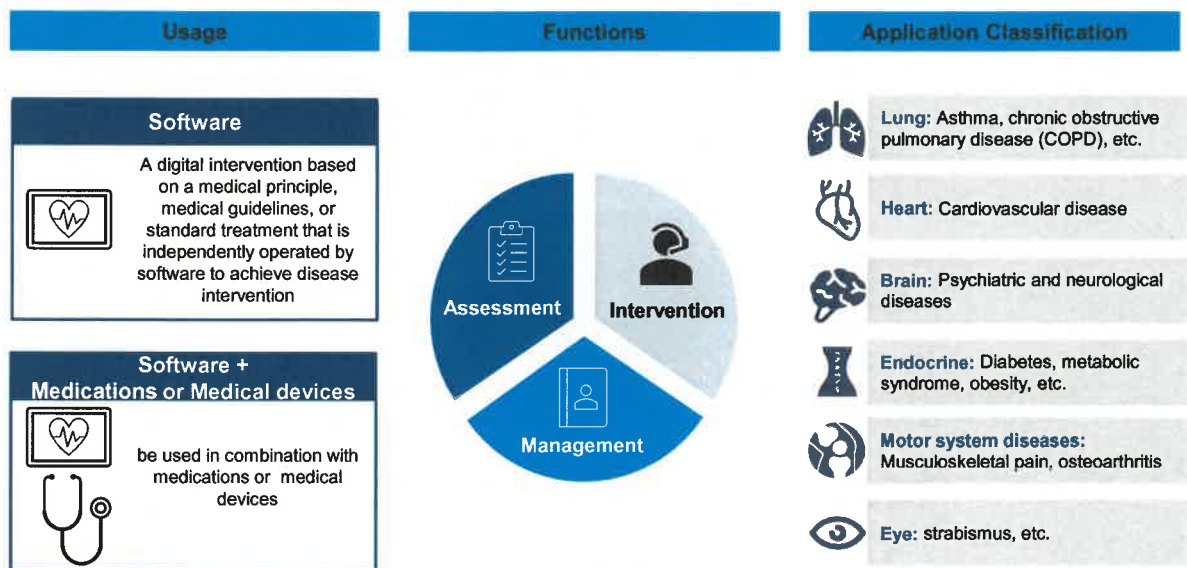 Usage
Functions
Application Classification
Software
A digital intervention based
on a medical principle,
medical guidelines, or
standard treatment that is
independently operated by
software to achieve disease
intervention
Software +
Medications or Medical devices
be used in combination with
medications or medical
devices
Assessment
Intervention
Management
Lung: Asthma, chronic obstructive
pulmonary disease (COPD), etc.
Heart: Cardiovascular disease
Brain: Psychiatric and neurological
diseases
Endocrine: Diabetes, metabolic
syndrome, obesity, etc.
Motor system diseases:
Musculoskeletal pain, osteoarthritis
Eye: strabismus, etc.